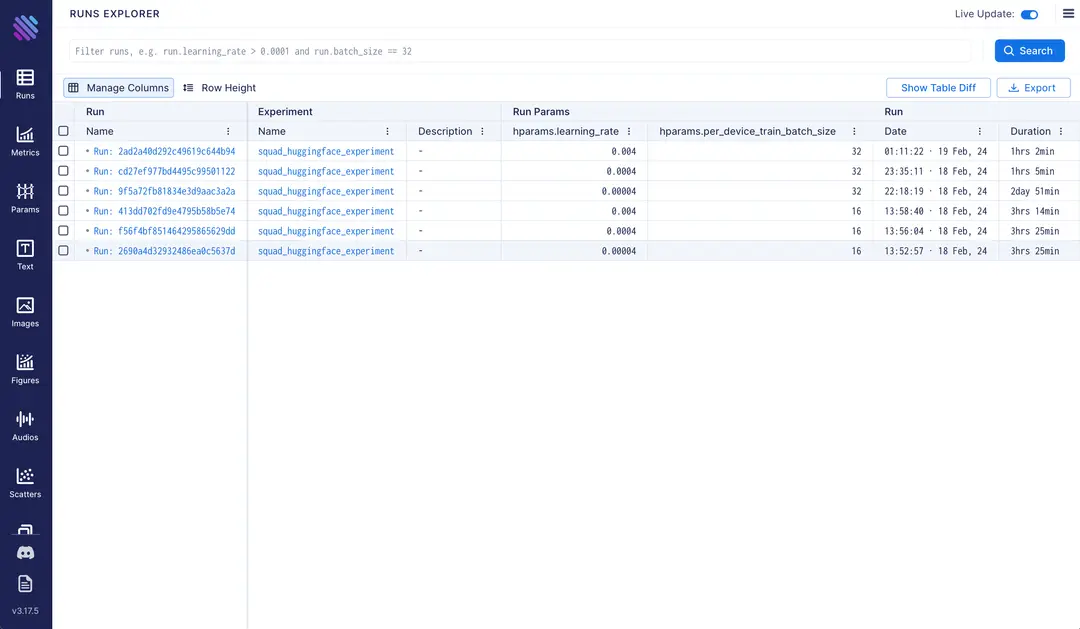 RUNS EXPLORER
Live Update:
Filter runs, e.g. run.learning_rate > 0.0001 and run.batch_size == 32
Search
Manage Columns
Row Height
Show Table Diff
Export
Run Experiment Run Params Run
Name Name Description hparams.learning_rate hparams.per_device_train_batch_size Date Duration
Run: 2ad2a40d292c49619c644b94 squad_huggingface_experiment - 0.004 32 01:11:22 · 19 Feb, 24 1hrs 2min
Run: cd27ef977bd4495c99501122 squad_huggingface_experiment - 0.0004 32 23:35:11 · 18 Feb, 24 1hrs 5min
Run: 9f5a72fb81834e3d9aac3a2a squad_huggingface_experiment - 0.00004 32 22:18:19 · 18 Feb, 24 2day 51min
Run: 413dd702fd9e4795b58b5e74 squad_huggingface_experiment - 0.004 16 13:58:40 · 18 Feb, 24 3hrs 14min
Run: f56f4bf851464295865629dd squad_huggingface_experiment - 0.0004 16 13:56:04 · 18 Feb, 24 3hrs 25min
Run: 2690a4d32932486ea0c5637d squad_huggingface_experiment - 0.00004 16 13:52:57 · 18 Feb, 24 3hrs 25min
Runs
Metrics
Params
Text
Images
Figures
Audios
Scatters
v3.17.5